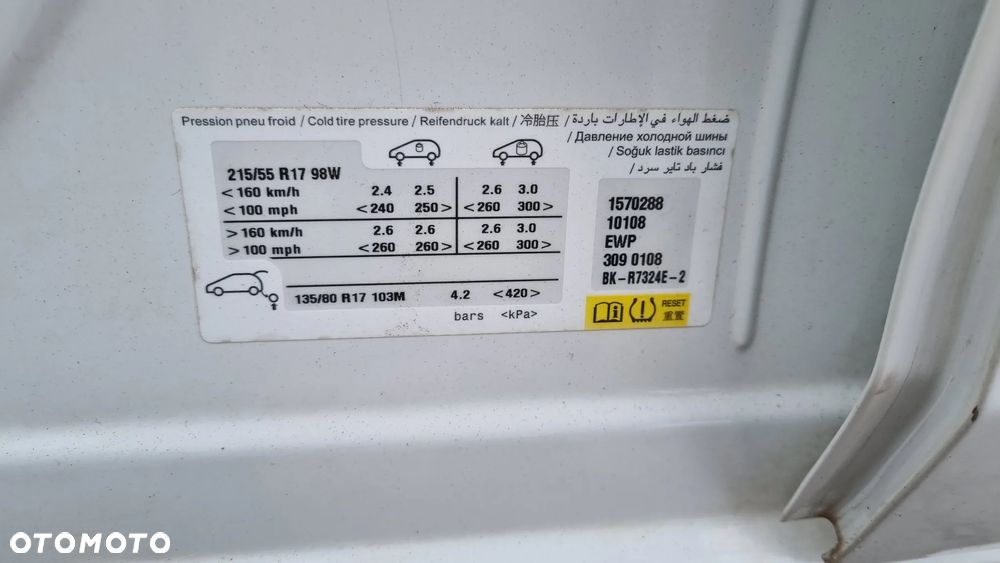 Pression pneu froid / Cold tire pressure / Reifendruck kalt / 冷胎压 / ضغط الهواء في الإطارات باردة
/ Давление холодной шины
/ Soğuk lastik basıncı
/ فشار باد تایر سرد
215/55 R17 98W
<160 km/h 2.4 2.5 2.6 3.0
<100 mph <240 250> <260 300>
>160 km/h 2.6 2.6 2.6 3.0
>100 mph <260 260> <260 300>
135/80 R17 103M 4.2 <420>
bars <kPa>
1570288
10108
EWP
309 0108
BK-R7324E-2
RESET
重置
OTOMOTO